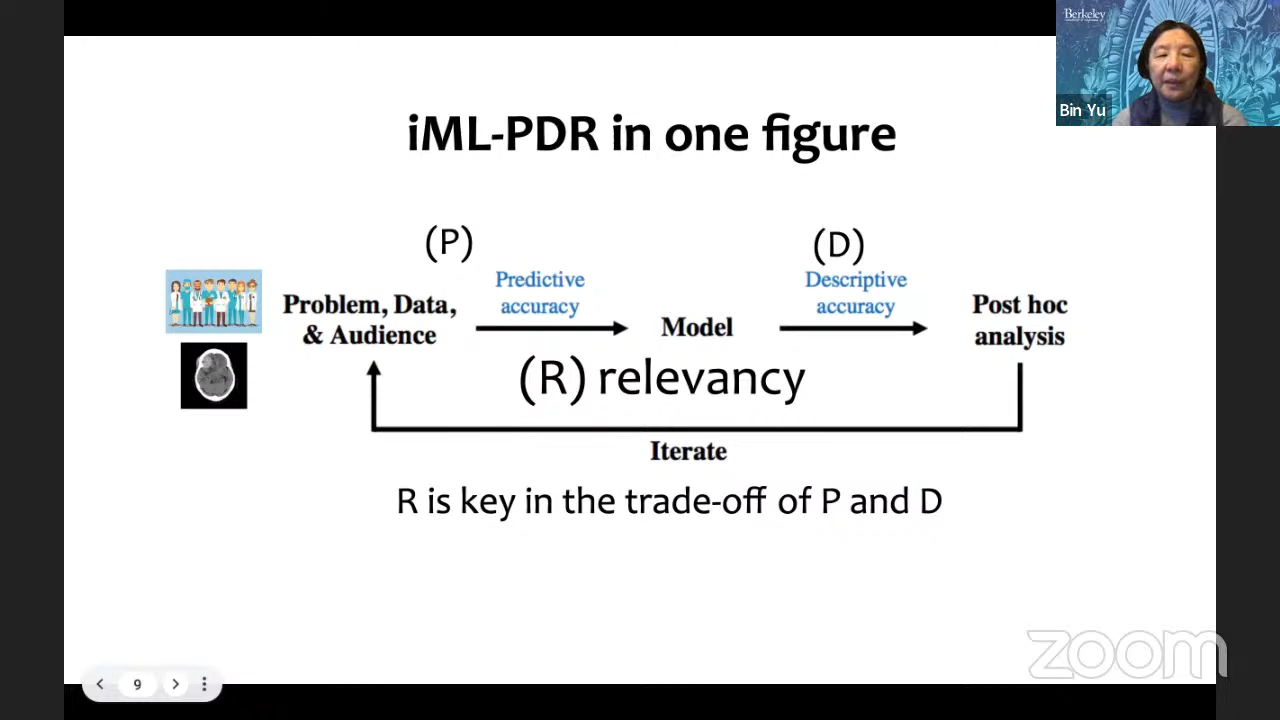 Berkeley
Bin Yu
iML-PDR in one figure
(P)
(D)
Predictive
accuracy
Descriptive
accuracy
Problem, Data,
& Audience
Model
Post hoc
analysis
(R) relevancy
Iterate
R is key in the trade-off of P and D
zoom
9